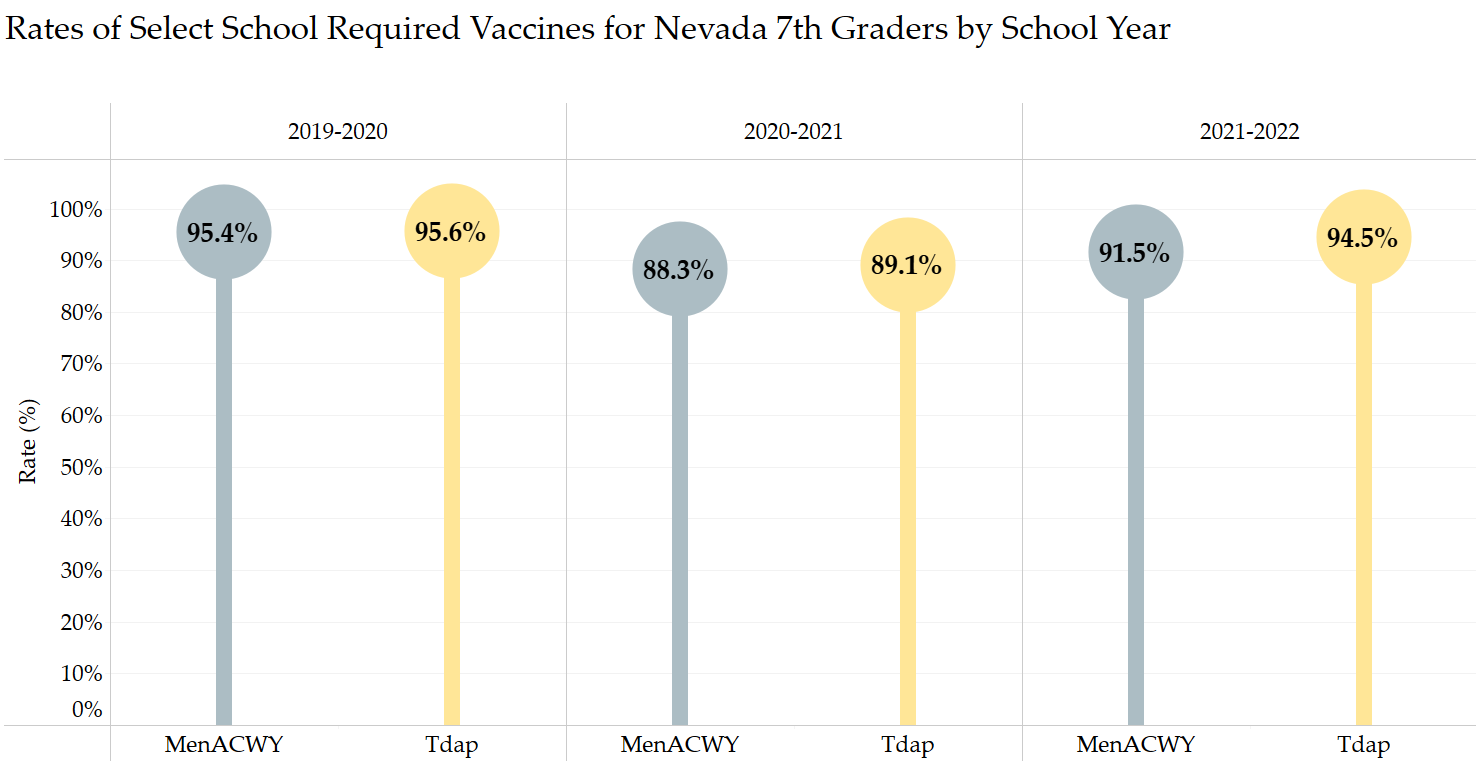 Rates of Select School Required Vaccines for Nevada 7th Graders by School Year
2019-2020 2020-2021 2021-2022
100%
90%
80%
70%
60%
50%
40%
30%
20%
10%
0%
Rate (%)
95.4% 95.6% 88.3% 89.1% 91.5% 94.5%
MenACWY Tdap MenACWY Tdap MenACWY Tdap